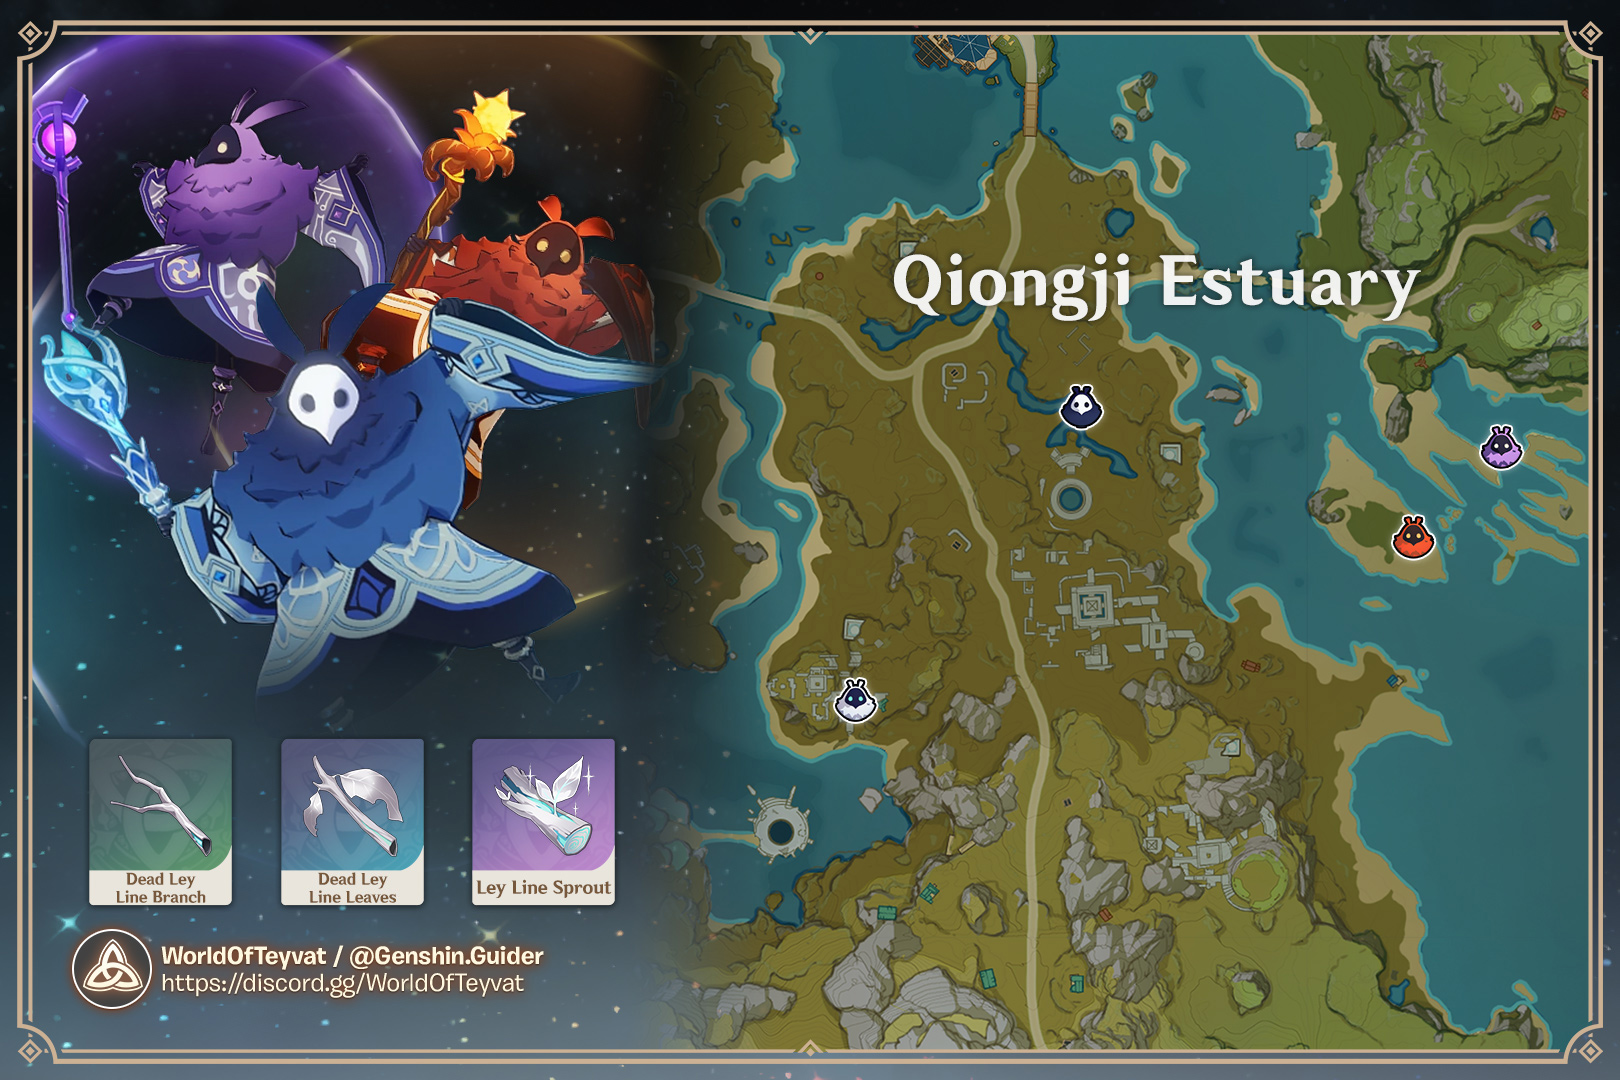 Qiongji Estuary
Dead Ley
Line Branch
Dead Ley
Line Leaves
Ley Line Sprout
WorldOfTeyvat / @Genshin.Guider
https://discord.gg/WorldOfTeyvat